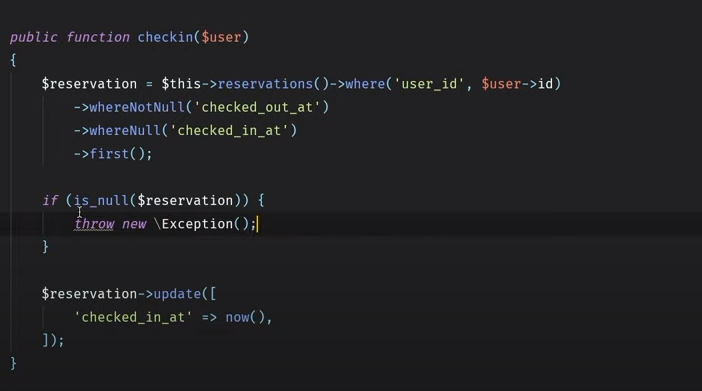 public function checkin($user)
{
    $reservation = $this->reservations()->where('user_id', $user->id)
        ->whereNotNull('checked_out_at')
        ->whereNull('checked_in_at')
        ->first();
    if (is_null($reservation)) {
        throw new \Exception();
    }
    $reservation->update([
        'checked_in_at' => now(),
    ]);
}